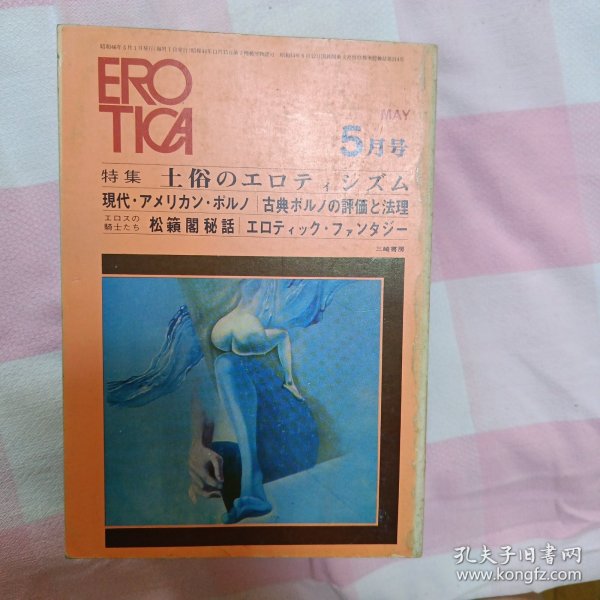 ERO
TICA
MAY
5月号
特集 土俗のエロティシズム
現代・アメリカン・ポルノ 古典ポルノの評価と法理
エロスの騎士たち 松籟閣秘話 エロティック・ファンタジー
三崎書房
孔夫子旧书网
www.kongfz.com